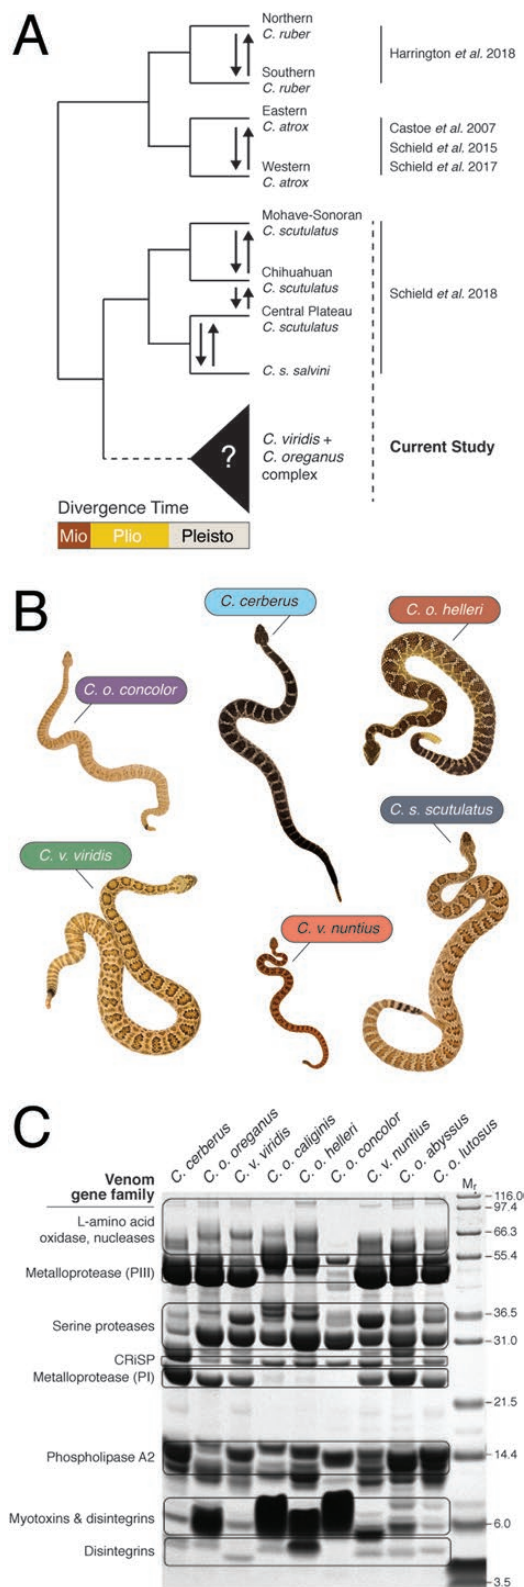 A
Northern
C. ruber
Southern
C. ruber
Harrington et al. 2018
Eastern
C. atrox
Western
C. atrox
Castoe et al. 2007
Schield et al. 2015
Schield et al. 2017
Mohave-Sonoran
C. scutulatus
Chihuahuan
C. scutulatus
Central Plateau
C. scutulatus
C. s. salvini
Schield et al. 2018
?
C. viridis +
C. oreganus
complex
Current Study
Divergence Time
Mio Plio Pleisto
B
C. cerberus
C. o. helleri
C. o. concolor
C. s. scutulatus
C. v. viridis
C. v. nuntius
C
C. cerberus
C. o. oreganus
C. v. viridis
C. o. caliginis
C. o. helleri
C. o. concolor
C. v. nuntius
C. o. abyssus
C. o. lutosus
Venom
gene family
Mr
L-amino acid
oxidase, nucleases
Metalloprotease (PIII)
Serine proteases
CRiSP
Metalloprotease (PI)
Phospholipase A2
Myotoxins & disintegrins
Disintegrins
116.0
97.4
66.3
55.4
36.5
31.0
21.5
14.4
6.0
3.5